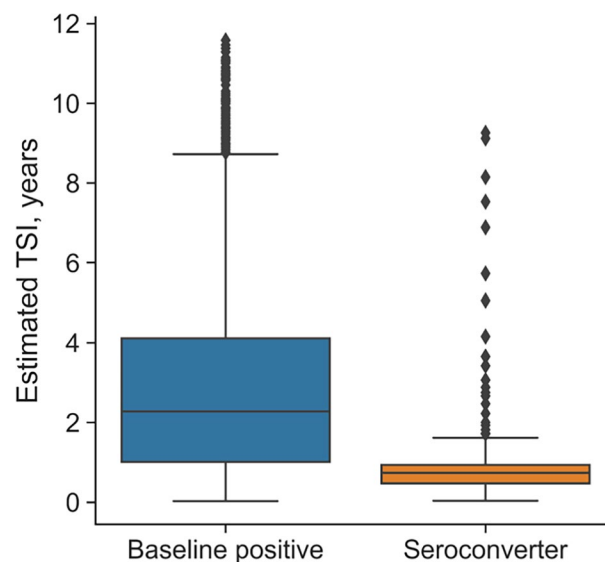 Estimated TSI, years
12
10
8
6
4
2
0
Baseline positive
Seroconverter